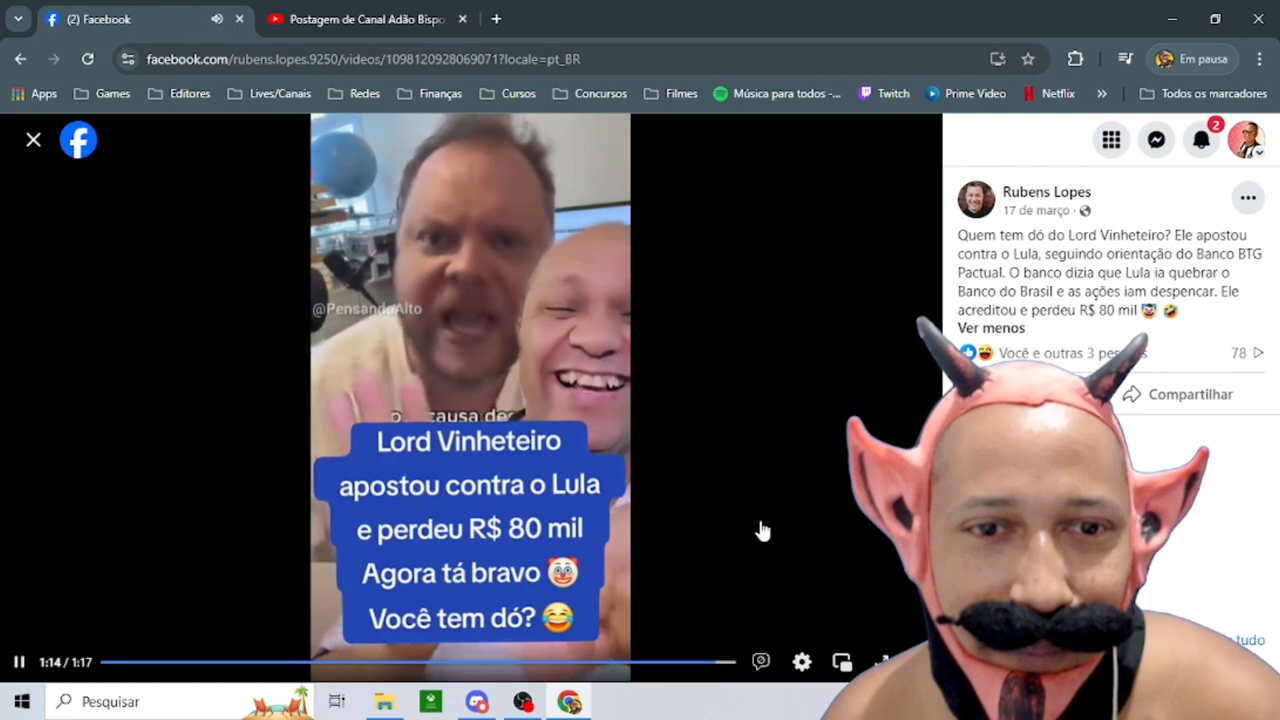 (2) Facebook
Postagem de Canal Adão Bispo
facebook.com/rubens.lopes.9250/videos/1098120928069071?locale=pt_BR
Em pausa
Apps
Games
Editores
Lives/Canais
Redes
Finanças
Cursos
Concursos
Filmes
Música para todos -...
Twitch
Prime Video
Netflix
Todos os marcadores
2
Rubens Lopes
17 de março ·
Quem tem dó do Lord Vinheteiro? Ele apostou
contra o Lula, seguindo orientação do Banco BTG
Pactual. O banco dizia que Lula ia quebrar o
Banco do Brasil e as ações iam despencar. Ele
acreditou e perdeu R$ 80 mil 🤡 🤣
Ver menos
Você e outras 3
78
Compartilhar
tudo
@PensandoAlto
causa
Lord Vinheteiro
apostou contra o Lula
e perdeu R$ 80 mil
Agora tá bravo 🤡
Você tem dó? 😂
1:14 / 1:17
Pesquisar